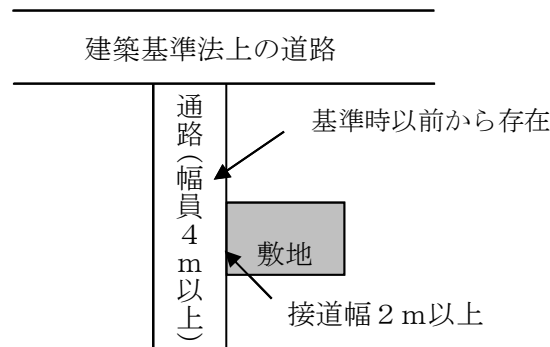 建築基準法上の道路
通路(幅員４ｍ以上)
基準時以前から存在
敷地
接道幅２ｍ以上